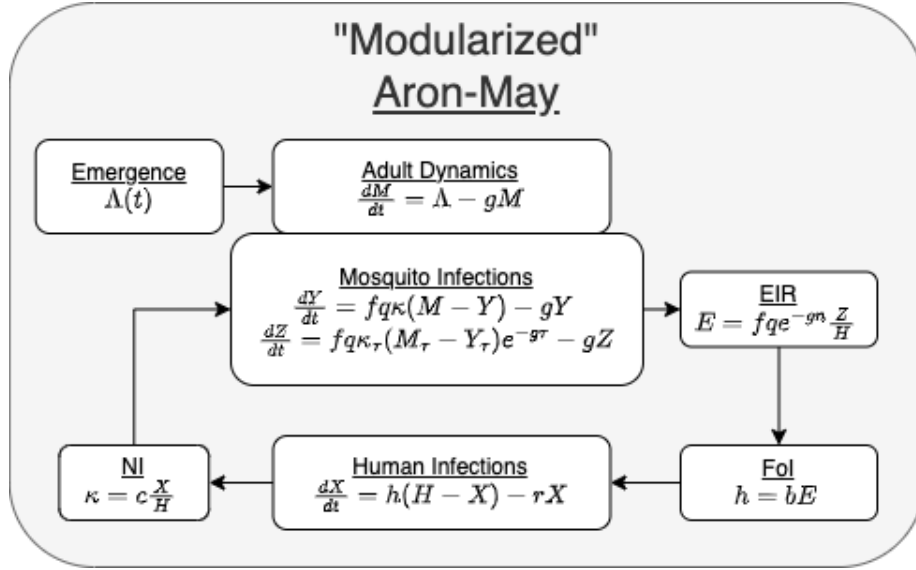 "Modularized"
Aron-May
Emergence
Λ(t)
Adult Dynamics
dM/dt = Λ − gM
Mosquito Infections
dY/dt = fqκ(M − Y) − gY
dZ/dt = fqκ_τ(M_τ − Y_τ)e^{−gτ} − gZ
EIR
E = fqe^{−gn} Z/H
NI
κ = c X/H
Human Infections
dX/dt = h(H − X) − rX
FoI
h = bE